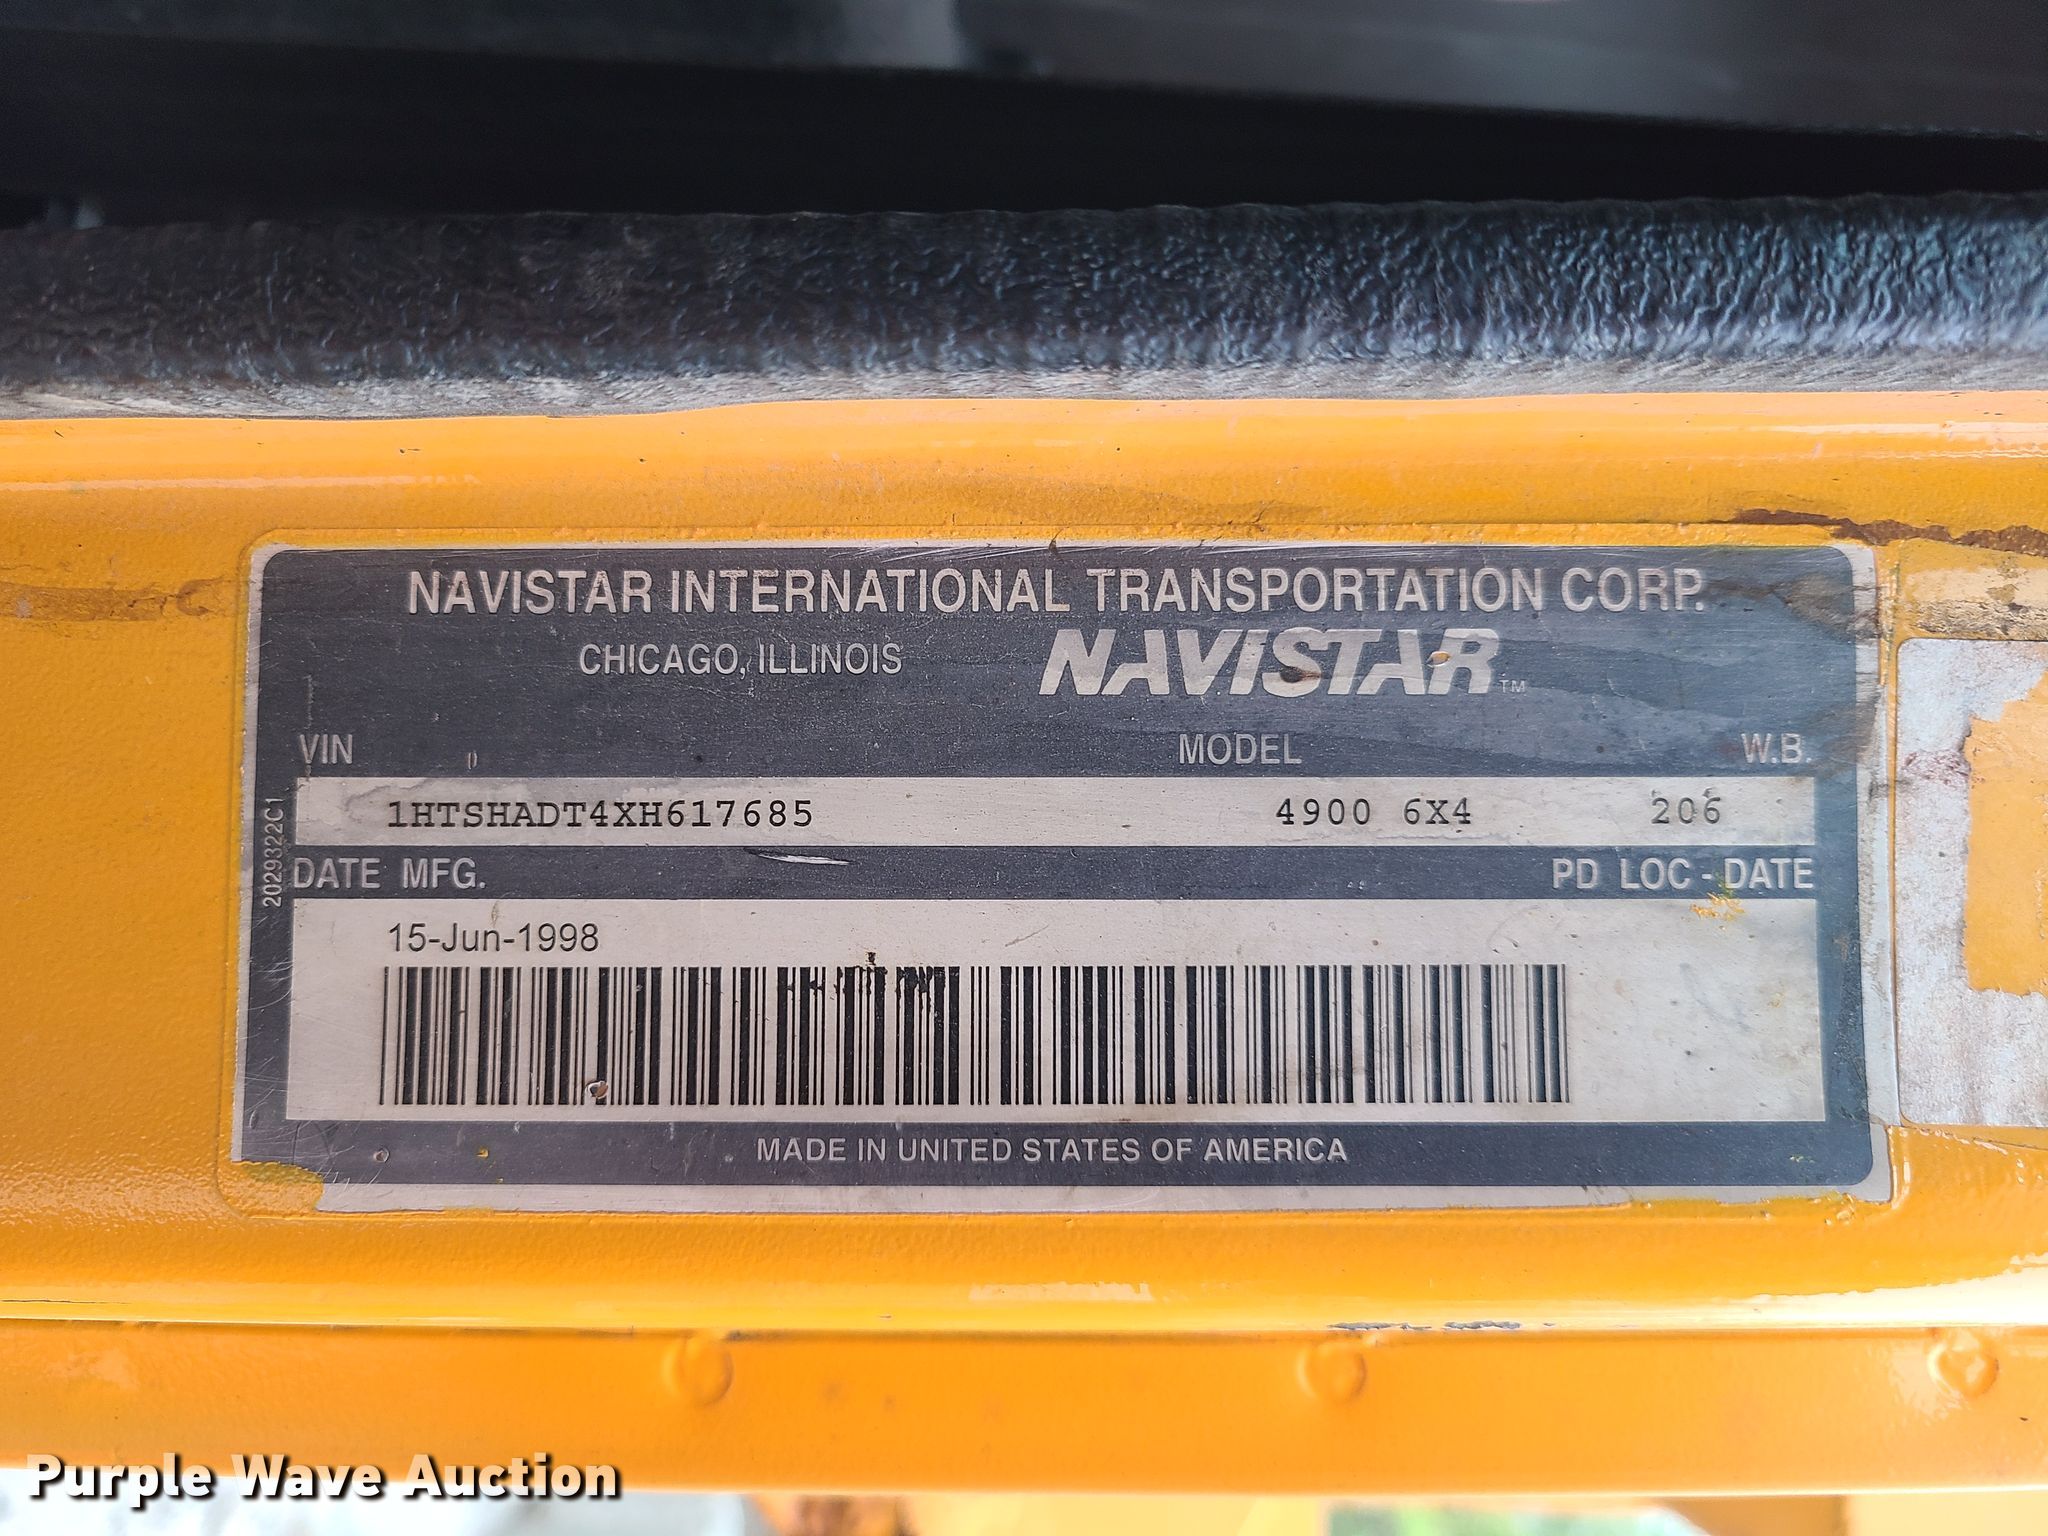 NAVISTAR INTERNATIONAL TRANSPORTATION CORP.
CHICAGO, ILLINOIS NAVISTAR™
VIN MODEL W.B.
1HTSHADT4XH617685 4900 6X4 206
2029322C1
DATE MFG. PD LOC - DATE
15-Jun-1998
MADE IN UNITED STATES OF AMERICA
Purple Wave Auction